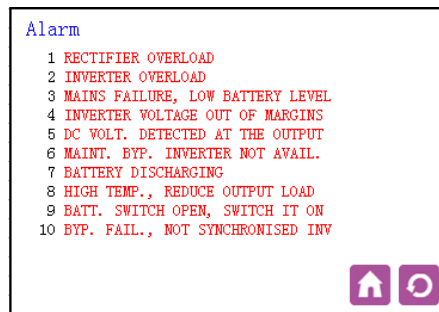 Alarm
1 RECTIFIER OVERLOAD
2 INVERTER OVERLOAD
3 MAINS FAILURE, LOW BATTERY LEVEL
4 INVERTER VOLTAGE OUT OF MARGINS
5 DC VOLT. DETECTED AT THE OUTPUT
6 MAINT. BYP. INVERTER NOT AVAIL.
7 BATTERY DISCHARGING
8 HIGH TEMP., REDUCE OUTPUT LOAD
9 BATT. SWITCH OPEN, SWITCH IT ON
10 BYP. FAIL., NOT SYNCHRONISED INV